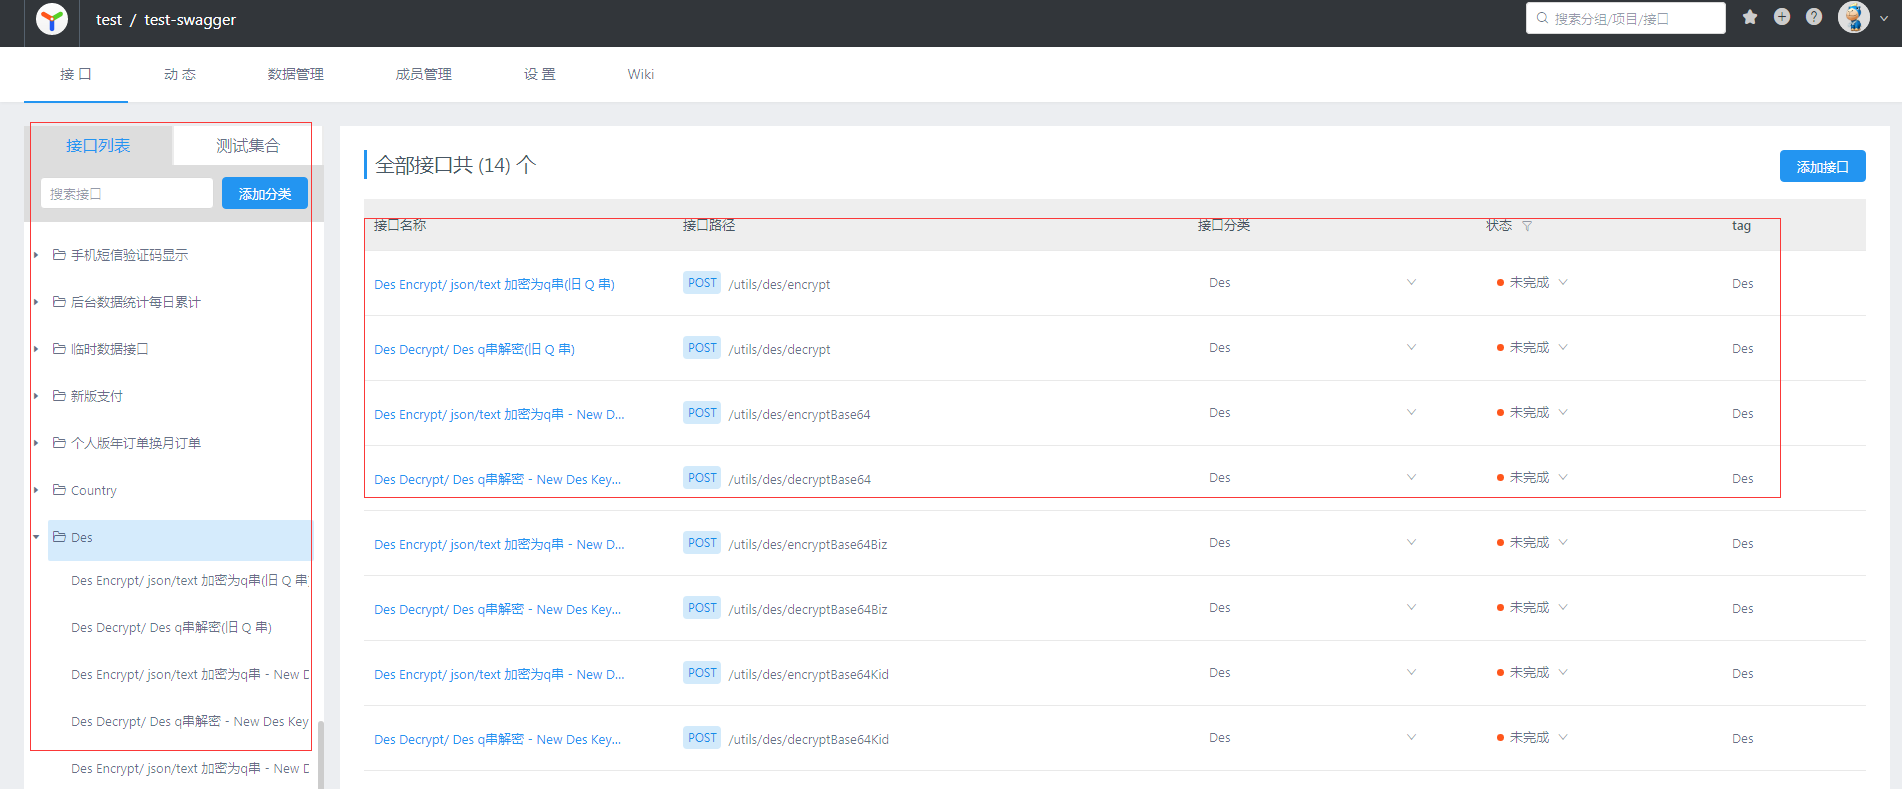 test / test-swagger
搜索分组/项目/接口
接 口 动 态 数据管理 成员管理 设 置 Wiki
接口列表 测试集合
搜索接口 添加分类
手机短信验证码显示
后台数据统计每日累计
临时数据接口
新版支付
个人版年订单换月订单
Country
Des
Des Encrypt/ json/text 加密为q串(旧 Q 串)
Des Decrypt/ Des q串解密(旧 Q 串)
Des Encrypt/ json/text 加密为q串 - New D
Des Decrypt/ Des q串解密 - New Des Key
Des Encrypt/ json/text 加密为q串 - New D
全部接口共 (14) 个 添加接口
接口名称 接口路径 接口分类 状态 tag
Des Encrypt/ json/text 加密为q串(旧 Q 串) POST /utils/des/encrypt Des 未完成 Des
Des Decrypt/ Des q串解密(旧 Q 串) POST /utils/des/decrypt Des 未完成 Des
Des Encrypt/ json/text 加密为q串 - New D... POST /utils/des/encryptBase64 Des 未完成 Des
Des Decrypt/ Des q串解密 - New Des Key... POST /utils/des/decryptBase64 Des 未完成 Des
Des Encrypt/ json/text 加密为q串 - New D... POST /utils/des/encryptBase64Biz Des 未完成 Des
Des Decrypt/ Des q串解密 - New Des Key... POST /utils/des/decryptBase64Biz Des 未完成 Des
Des Encrypt/ json/text 加密为q串 - New D... POST /utils/des/encryptBase64Kid Des 未完成 Des
Des Decrypt/ Des q串解密 - New Des Key... POST /utils/des/decryptBase64Kid Des 未完成 Des